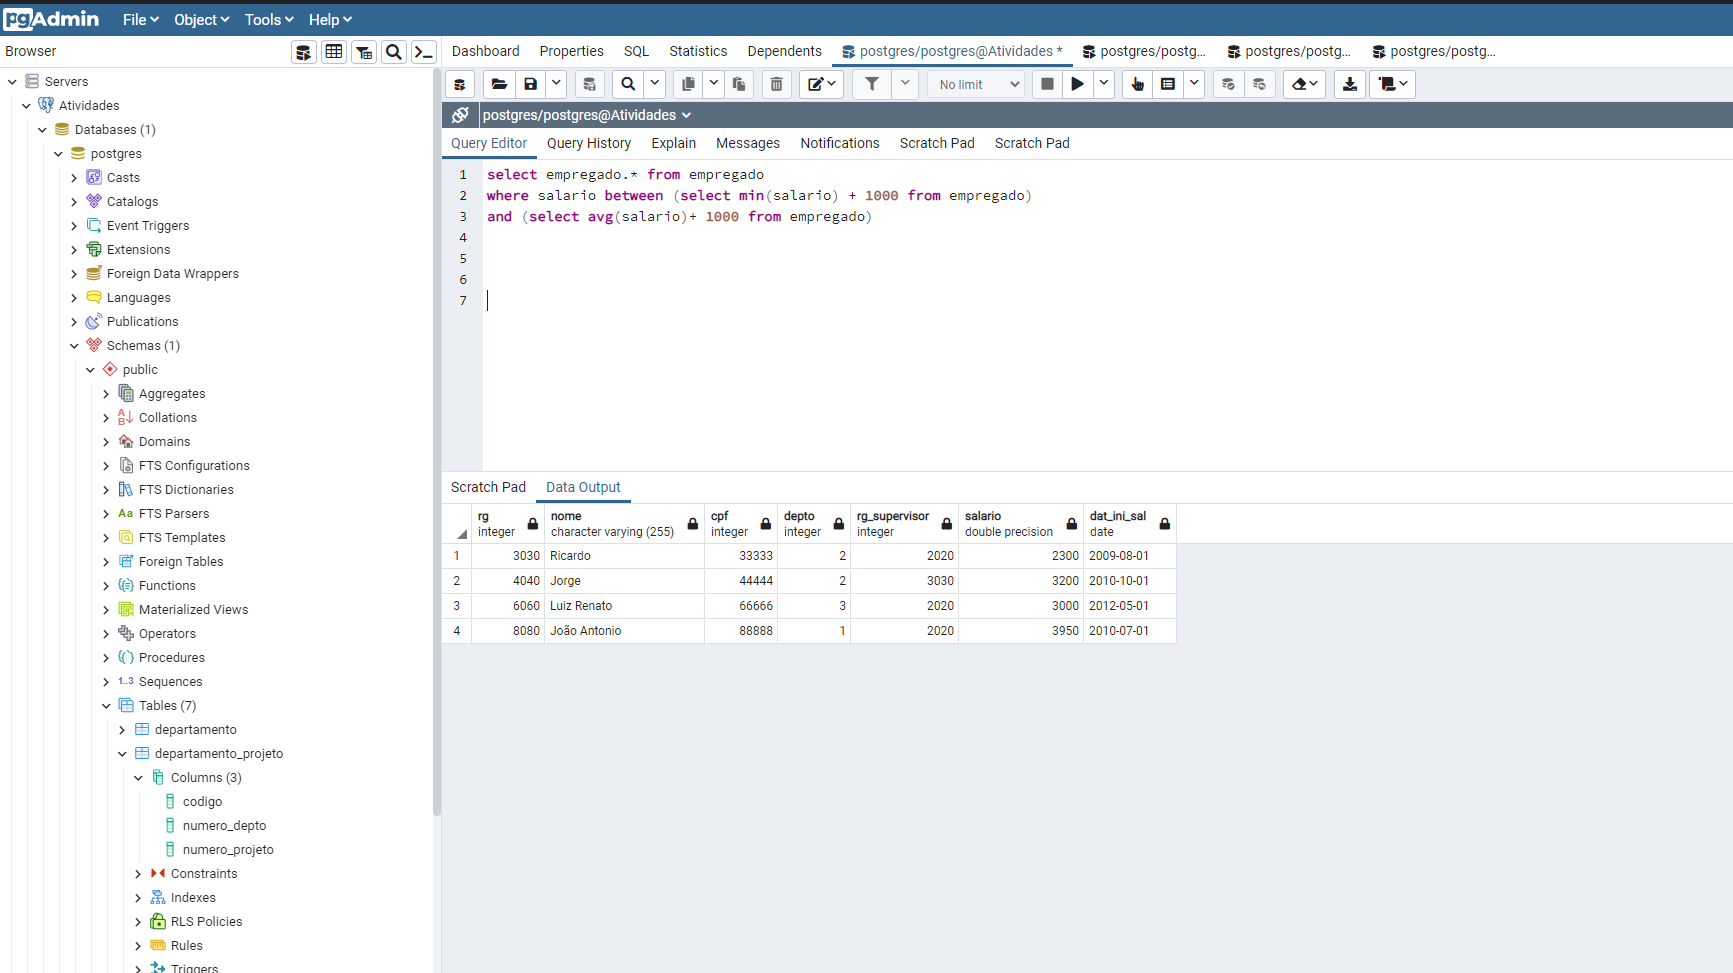 pgAdmin File Object Tools Help
Browser
Dashboard Properties SQL Statistics Dependents postgres/postgres@Atividades * postgres/postg... postgres/postg... postgres/postg...
No limit
postgres/postgres@Atividades
Query Editor Query History Explain Messages Notifications Scratch Pad Scratch Pad
1 select empregado.* from empregado
2 where salario between (select min(salario) + 1000 from empregado)
3 and (select avg(salario)+ 1000 from empregado)
4
5
6
7
Scratch Pad Data Output
rg nome cpf depto rg_supervisor salario dat_ini_sal
integer character varying (255) integer integer integer double precision date
1 3030 Ricardo 33333 2 2020 2300 2009-08-01
2 4040 Jorge 44444 2 3030 3200 2010-10-01
3 6060 Luiz Renato 66666 3 2020 3000 2012-05-01
4 8080 João Antonio 88888 1 2020 3950 2010-07-01
Servers
Atividades
Databases (1)
postgres
Casts
Catalogs
Event Triggers
Extensions
Foreign Data Wrappers
Languages
Publications
Schemas (1)
public
Aggregates
Collations
Domains
FTS Configurations
FTS Dictionaries
Aa FTS Parsers
FTS Templates
Foreign Tables
Functions
Materialized Views
Operators
Procedures
1..3 Sequences
Tables (7)
departamento
departamento_projeto
Columns (3)
codigo
numero_depto
numero_projeto
Constraints
Indexes
RLS Policies
Rules
Triggers